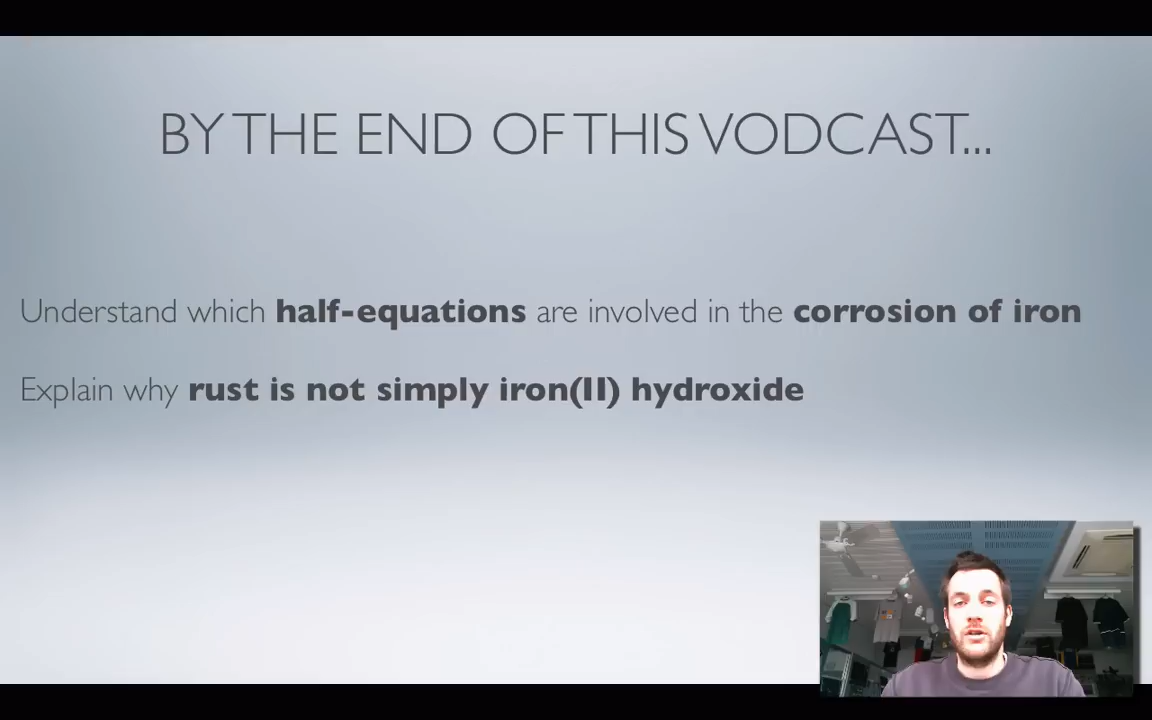 BY THE END OF THIS VODCAST...
Understand which half-equations are involved in the corrosion of iron
Explain why rust is not simply iron(II) hydroxide